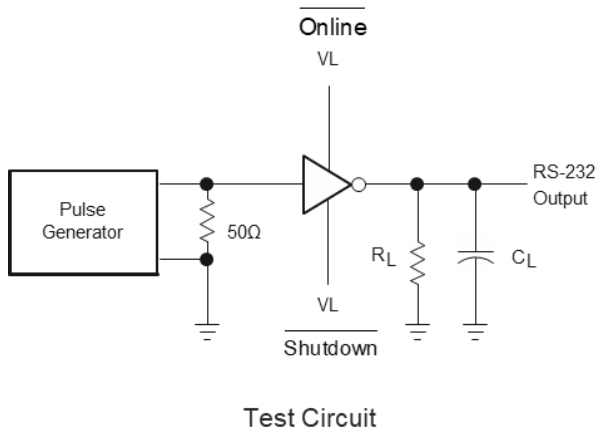 Online
VL
Pulse
Generator
50Ω
RS-232
Output
RL
CL
VL
Shutdown
Test Circuit